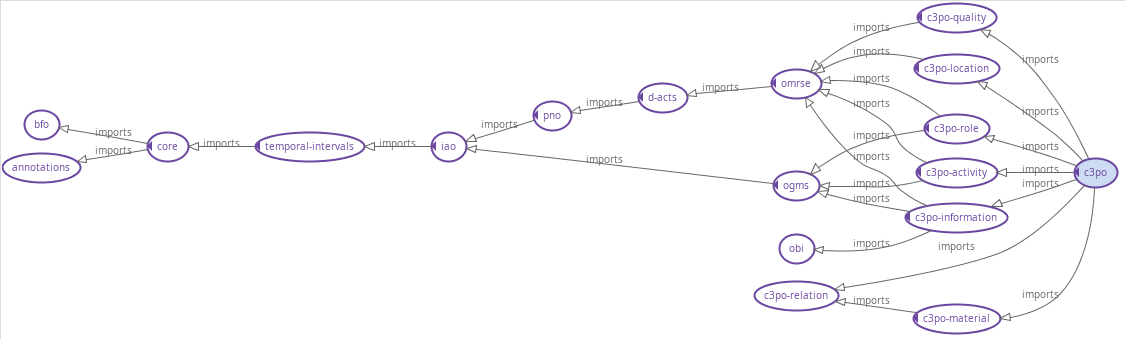 c3po-quality
imports
imports
c3po-location
imports
imports
omrse
imports
d-acts
imports
imports
pno
imports
imports
c3po-role
bfo
imports
core
imports
temporal-intervals
imports
iao
imports
imports
imports
annotations
imports
imports
imports
c3po-activity
imports
c3po
ogms
imports
imports
imports
c3po-information
obi
imports
imports
c3po-relation
imports
imports
c3po-material